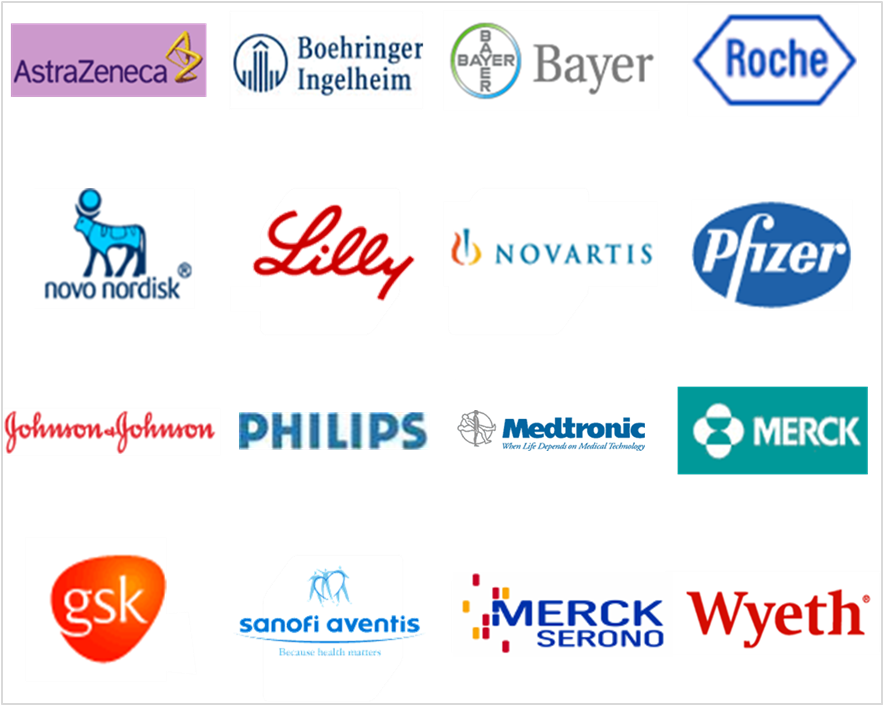 AstraZeneca
Boehringer
Ingelheim
BAYER
BAYER
Bayer
Roche
novo nordisk®
Lilly
NOVARTIS
Pfizer
Johnson & Johnson
PHILIPS
Medtronic
When Life Depends on Medical Technology
MERCK
gsk
sanofi aventis
Because health matters
MERCK
SERONO
Wyeth®